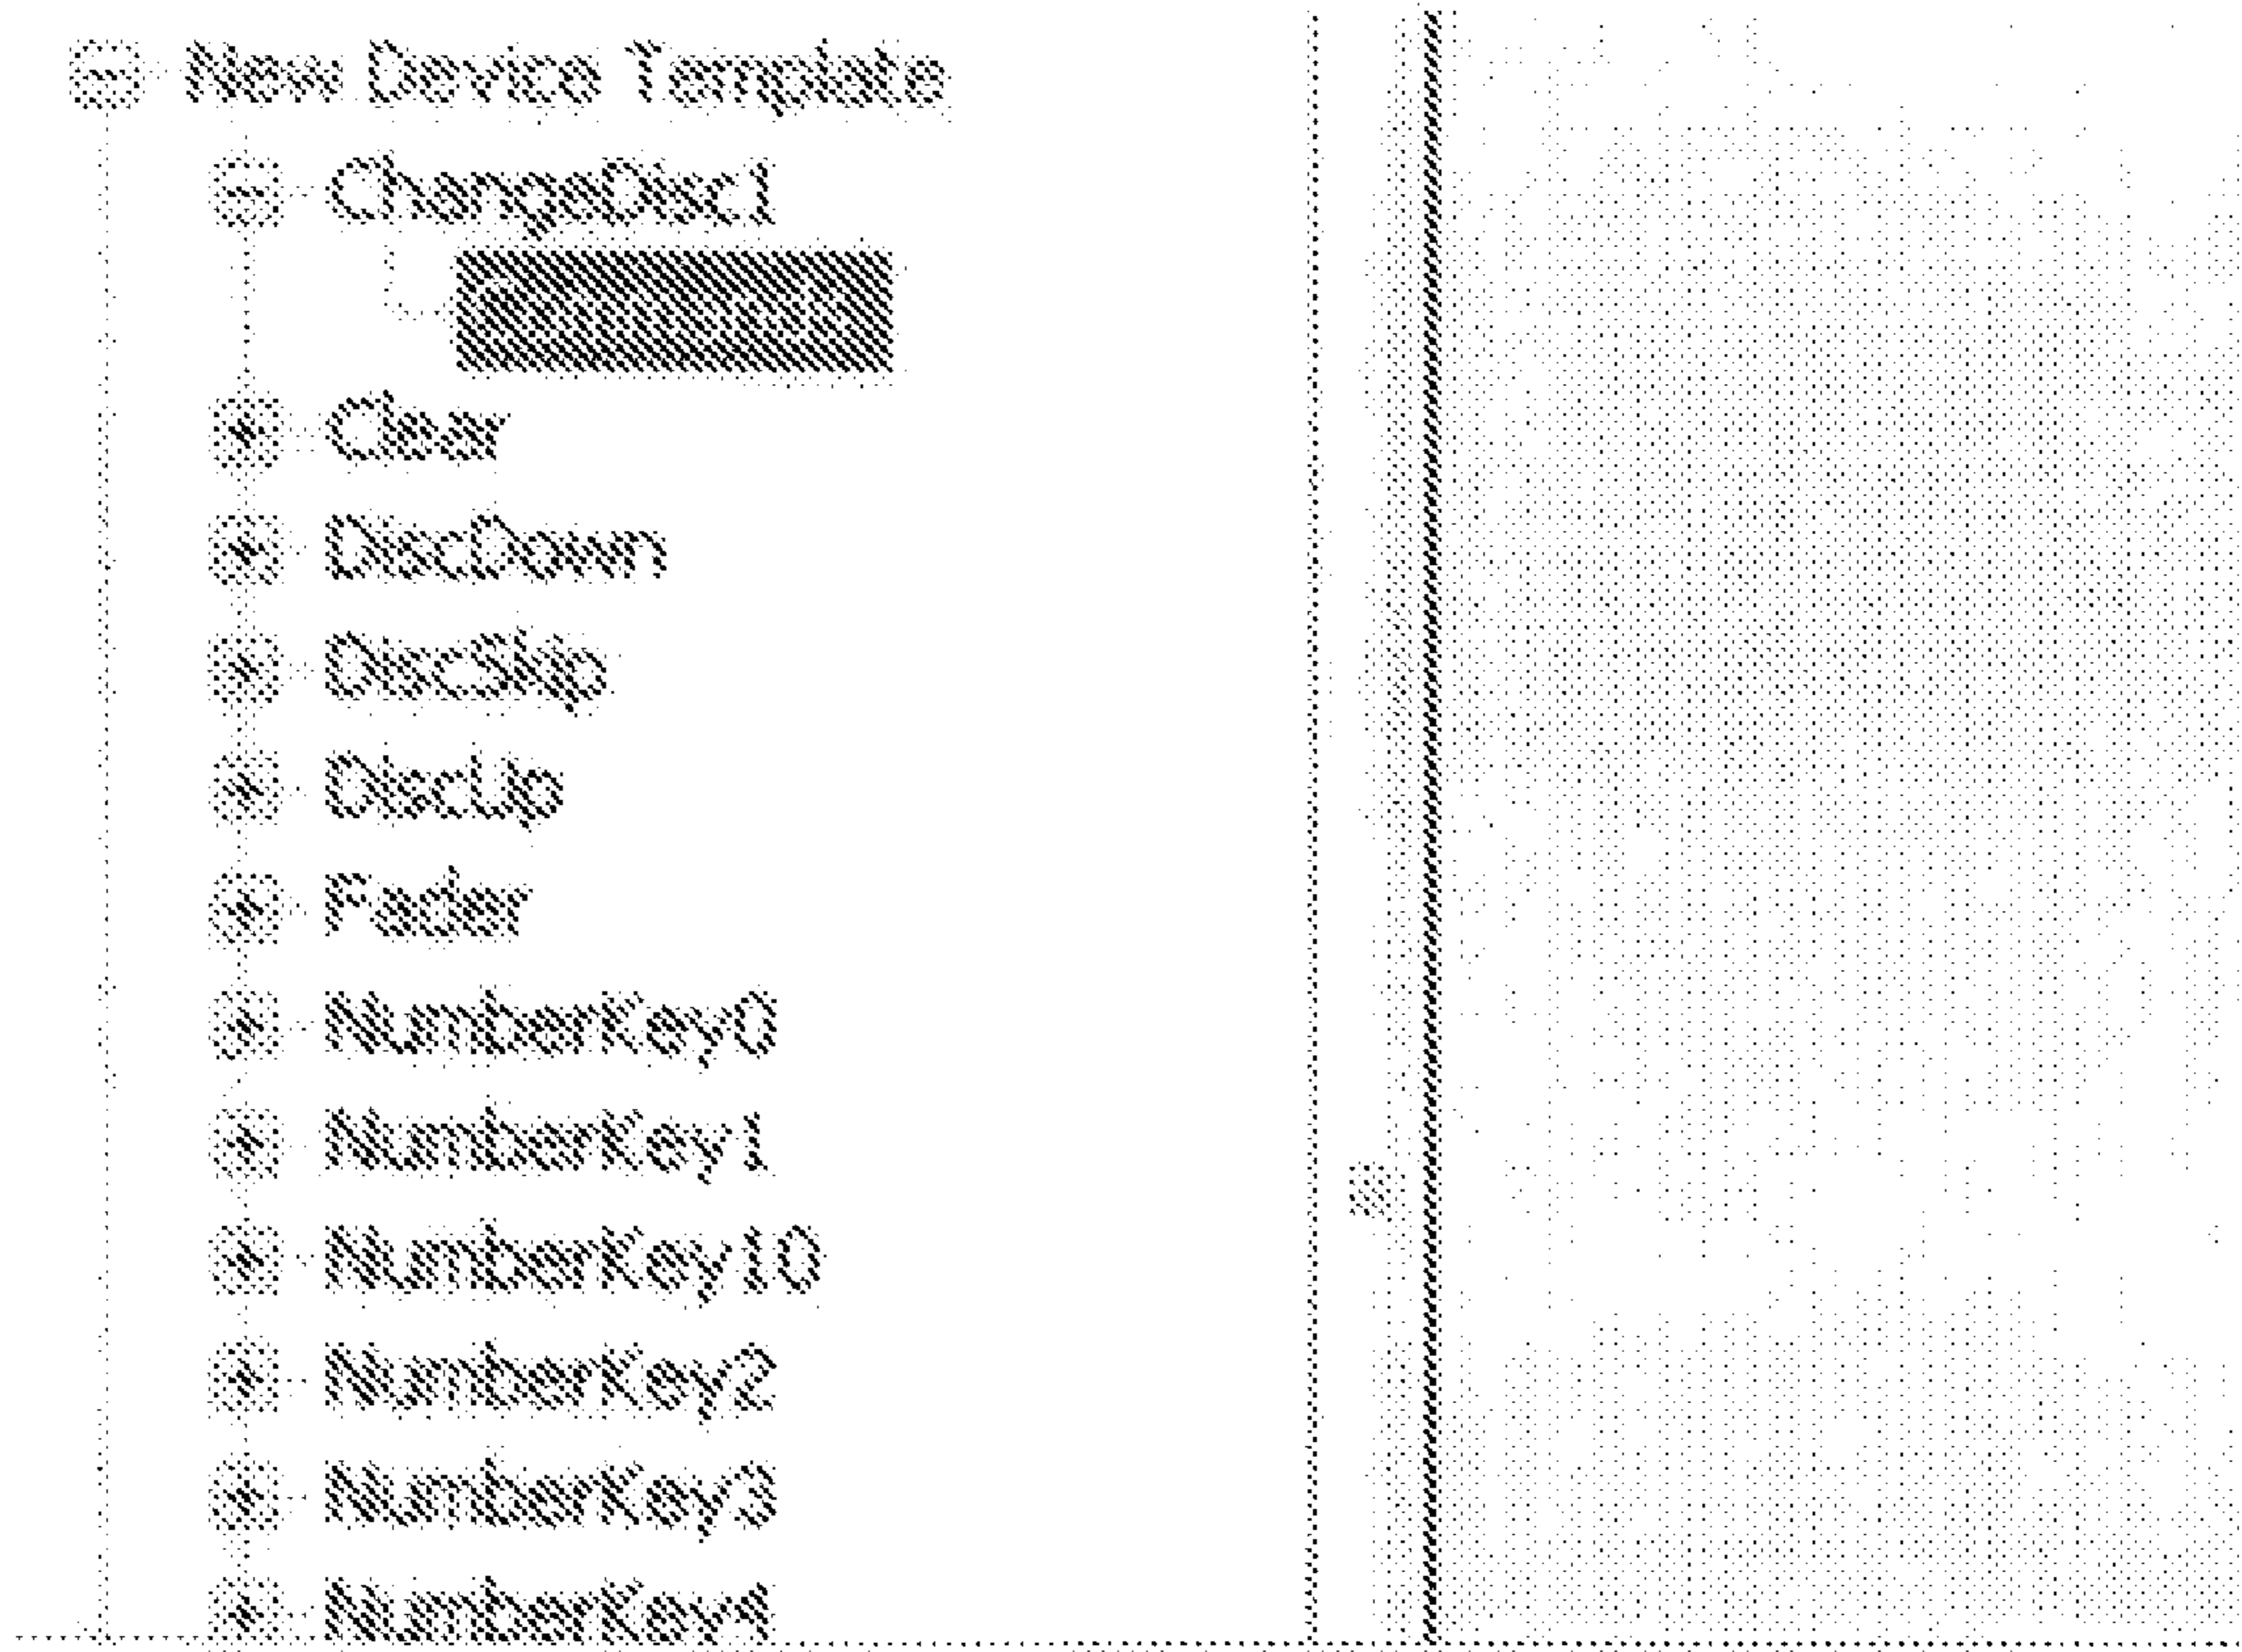 New Device Template
ChangeDisc1
Clear
DiscDown
DiscSkip
DiscUp
Fader
NumberKey0
NumberKey1
NumberKey10
NumberKey2
NumberKey3
NumberKey4